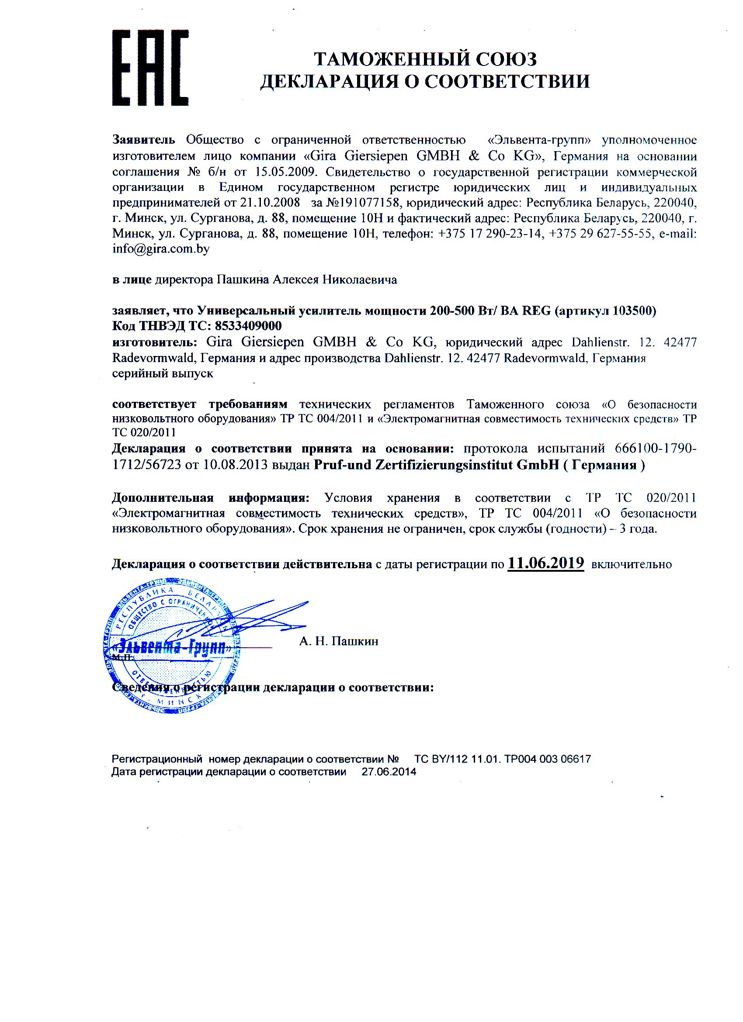 EAC
ТАМОЖЕННЫЙ СОЮЗ
ДЕКЛАРАЦИЯ О СООТВЕТСТВИИ
Заявитель Общество с ограниченной ответственностью «Эльвента-групп» уполномоченное
изготовителем лицо компании «Gira Giersiepen GMBH & Co KG», Германия на основании
соглашения № б/н от 15.05.2009. Свидетельство о государственной регистрации коммерческой
организации в Едином государственном регистре юридических лиц и индивидуальных
предпринимателей от 21.10.2008 за №191077158, юридический адрес: Республика Беларусь, 220040,
г. Минск, ул. Сурганова, д. 88, помещение 10Н и фактический адрес: Республика Беларусь, 220040, г.
Минск, ул. Сурганова, д. 88, помещение 10Н, телефон: +375 17 290-23-14, +375 29 627-55-55, e-mail:
info@gira.com.by
в лице директора Пашкина Алексея Николаевича
заявляет, что Универсальный усилитель мощности 200-500 Вт/ BA REG (артикул 103500)
Код ТНВЭД ТС: 8533409000
изготовитель: Gira Giersiepen GMBH & Co KG, юридический адрес Dahlienstr. 12. 42477
Radevormwald, Германия и адрес производства Dahlienstr. 12. 42477 Radevormwald, Германия
серийный выпуск
соответствует требованиям технических регламентов Таможенного союза «О безопасности
низковольтного оборудования» ТР ТС 004/2011 и «Электромагнитная совместимость технических средств» ТР
ТС 020/2011
Декларация о соответствии принята на основании: протокола испытаний 666100-1790-
1712/56723 от 10.08.2013 выдан Pruf-und Zertifizierungsinstitut GmbH ( Германия )
Дополнительная информация: Условия хранения в соответствии с ТР ТС 020/2011
«Электромагнитная совместимость технических средств», ТР ТС 004/2011 «О безопасности
низковольтного оборудования». Срок хранения не ограничен, срок службы (годности) – 3 года.
Декларация о соответствии действительна с даты регистрации по 11.06.2019 включительно
РЕСПУБЛИКА БЕЛАРУСЬ
ОБЩЕСТВО С ОГРАНИЧЕННОЙ
«Эльвента-Групп»
М.П.
ОТВЕТСТВЕННОСТЬЮ
г. МИНСК
А. Н. Пашкин
Сведения о регистрации декларации о соответствии:
Регистрационный номер декларации о соответствии № ТС BY/112 11.01. ТР004 003 06617
Дата регистрации декларации о соответствии 27.06.2014